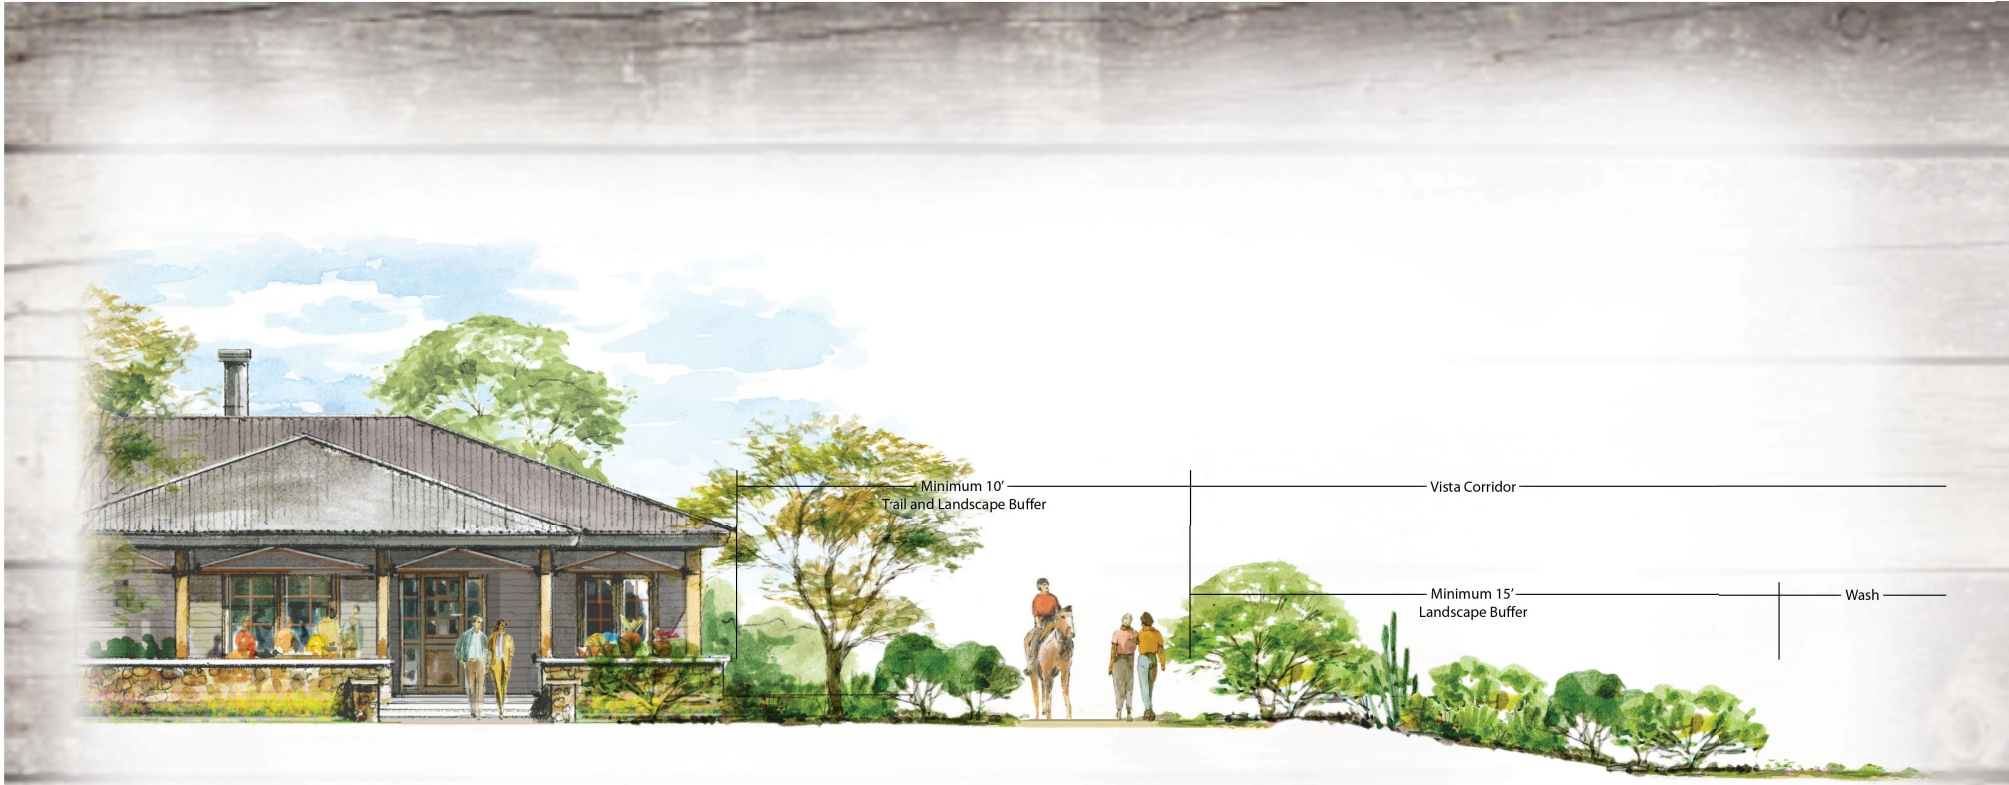 Minimum 10’
Trail and Landscape Buffer
Vista Corridor
Minimum 15’
Landscape Buffer
Wash